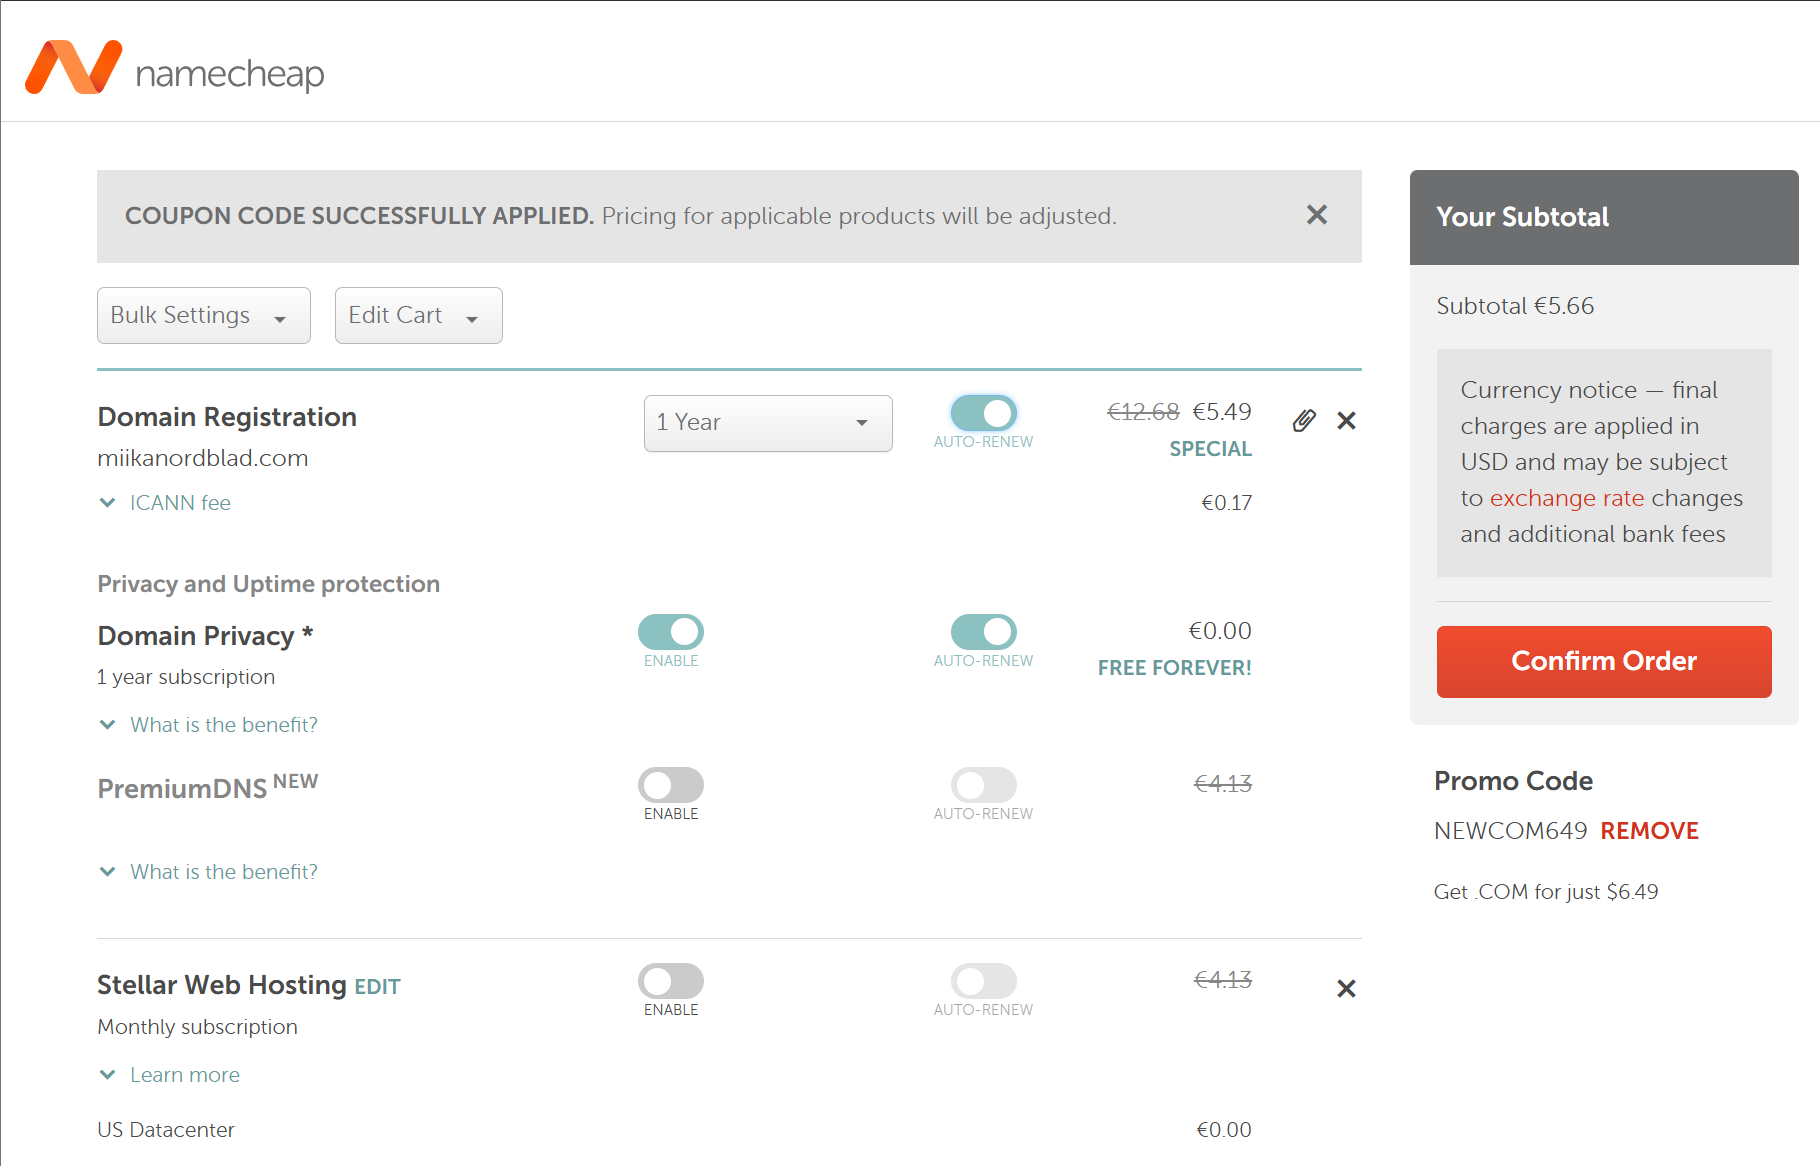 namecheap
COUPON CODE SUCCESSFULLY APPLIED. Pricing for applicable products will be adjusted.
Bulk Settings
Edit Cart
Domain Registration
miikanordblad.com
ICANN fee
1 Year
AUTO-RENEW
€12.68 €5.49
SPECIAL
€0.17
Privacy and Uptime protection
Domain Privacy *
1 year subscription
What is the benefit?
ENABLE
AUTO-RENEW
€0.00
FREE FOREVER!
PremiumDNS NEW
ENABLE
AUTO-RENEW
€4.13
What is the benefit?
Stellar Web Hosting EDIT
Monthly subscription
ENABLE
AUTO-RENEW
€4.13
Learn more
US Datacenter
€0.00
Your Subtotal
Subtotal €5.66
Currency notice — final
charges are applied in
USD and may be subject
to exchange rate changes
and additional bank fees
Confirm Order
Promo Code
NEWCOM649 REMOVE
Get .COM for just $6.49